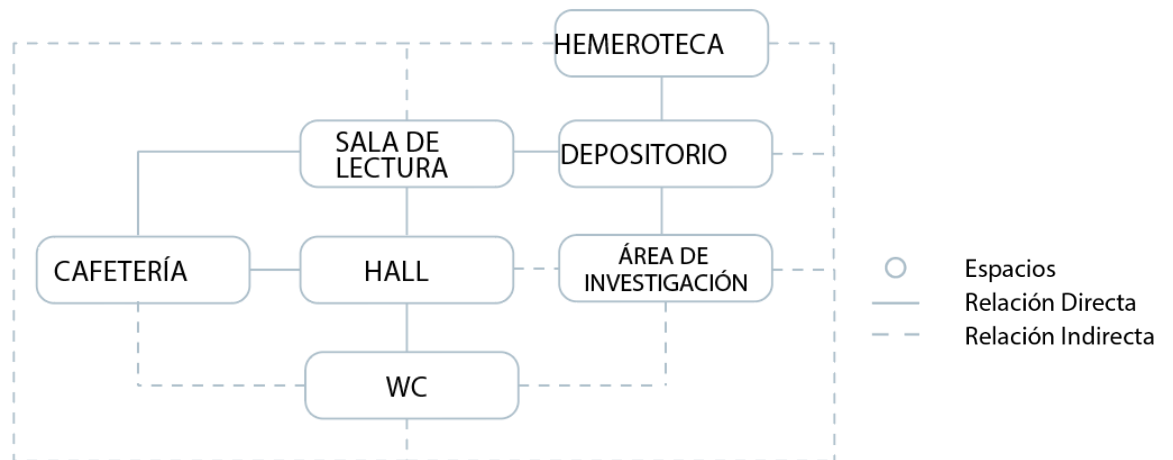 HEMEROTECA
SALA DE
LECTURA
DEPOSITORIO
CAFETERÍA
HALL
ÁREA DE
INVESTIGACIÓN
WC
Espacios
Relación Directa
Relación Indirecta